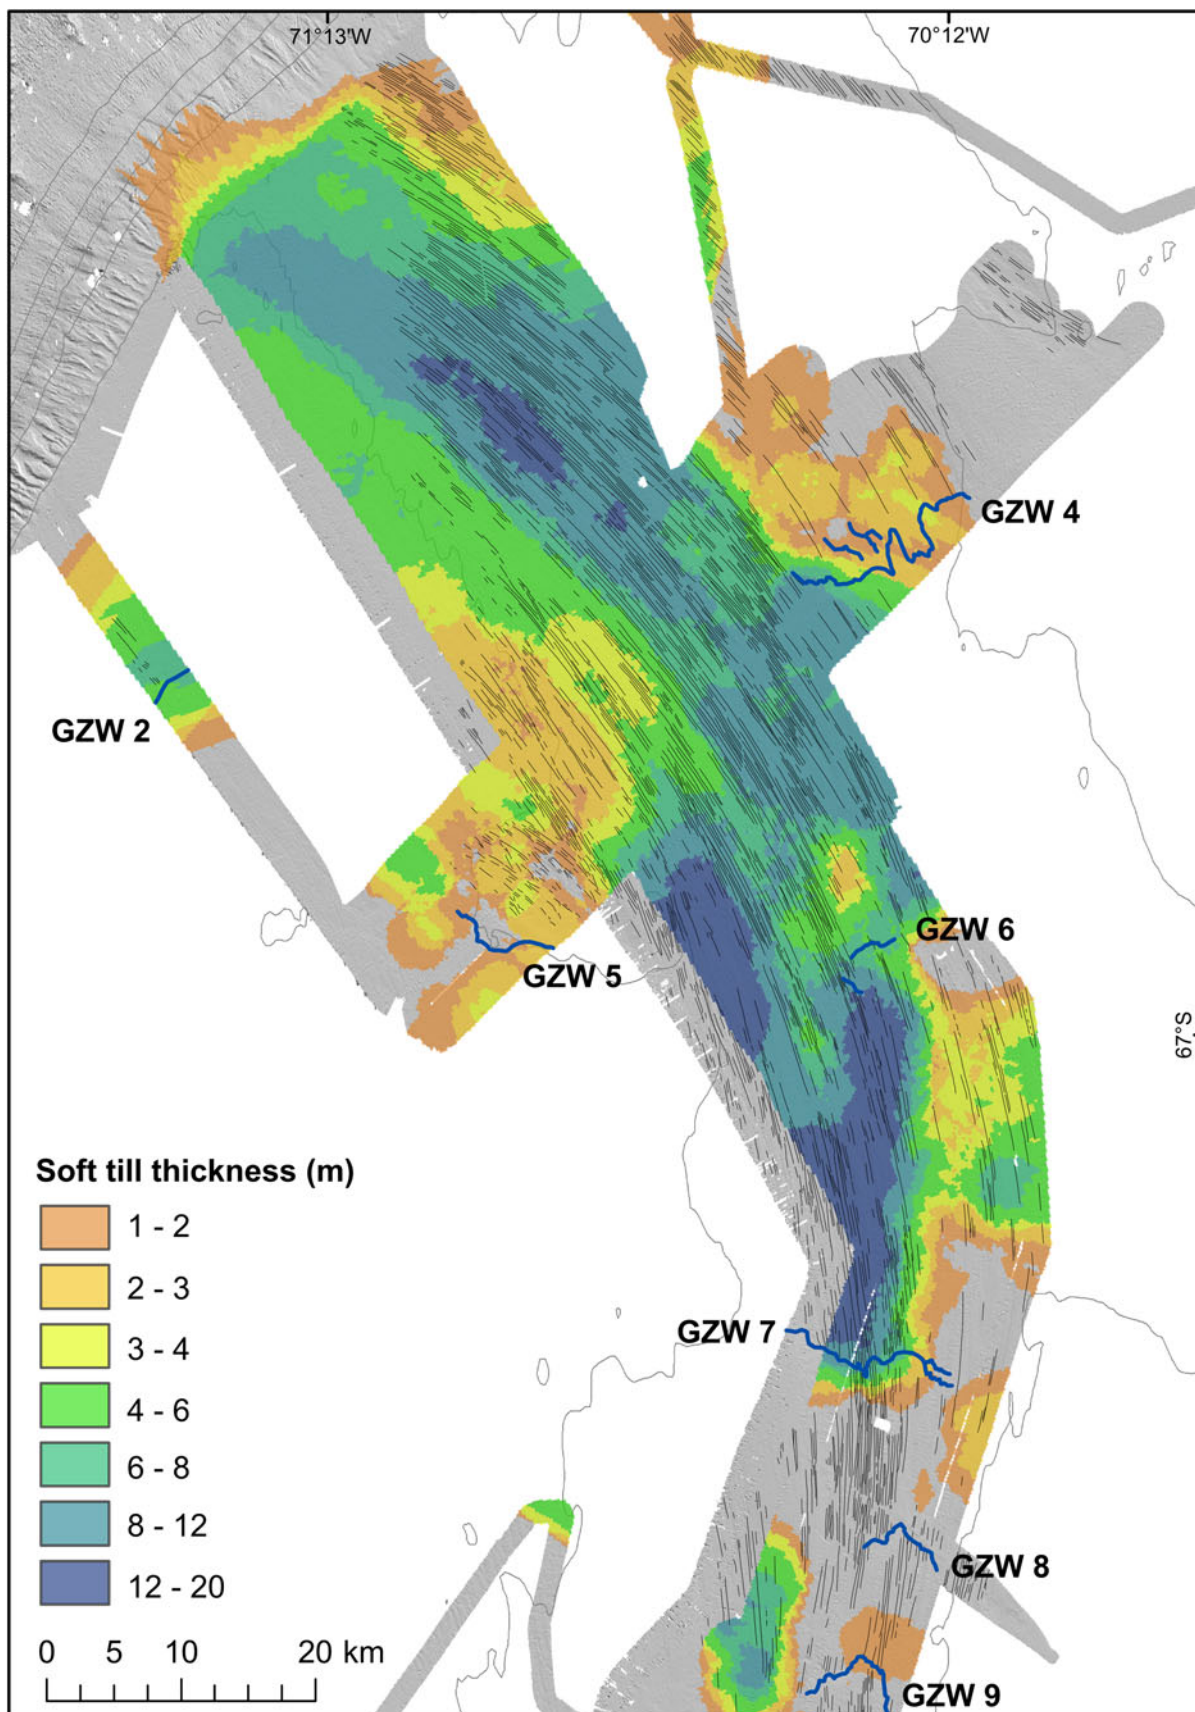 71°13'W
70°12'W
GZW 4
GZW 2
GZW 6
GZW 5
67°S
Soft till thickness (m)
1 - 2
2 - 3
3 - 4
4 - 6
6 - 8
8 - 12
12 - 20
GZW 7
GZW 8
0 5 10 20 km
GZW 9